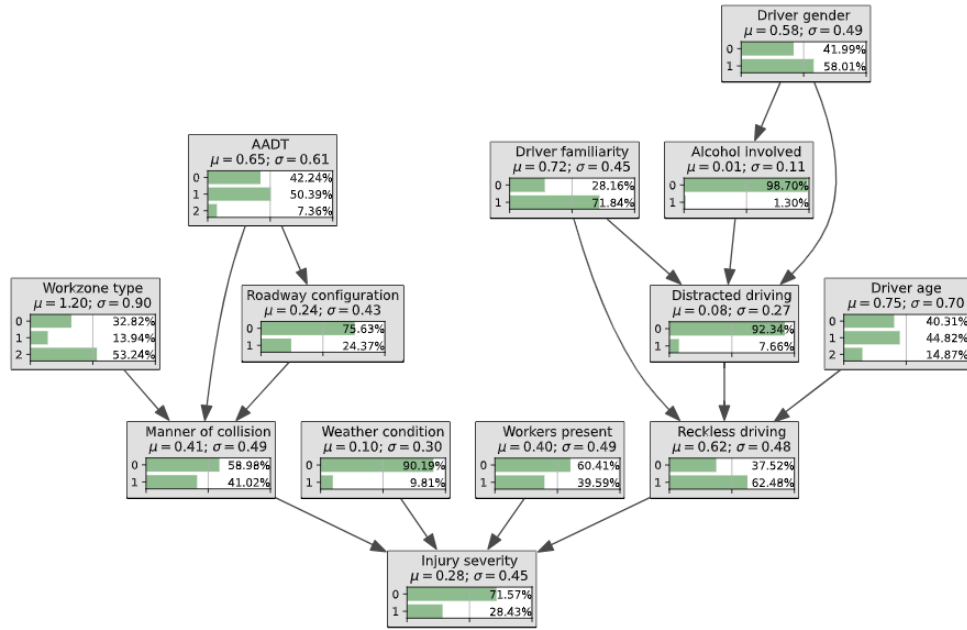 Driver gender
μ = 0.58; σ = 0.49
0 41.99%
1 58.01%
AADT
μ = 0.65; σ = 0.61
0 42.24%
1 50.39%
2 7.36%
Driver familiarity
μ = 0.72; σ = 0.45
0 28.16%
1 71.84%
Alcohol involved
μ = 0.01; σ = 0.11
0 98.70%
1 1.30%
Workzone type
μ = 1.20; σ = 0.90
0 32.82%
1 13.94%
2 53.24%
Roadway configuration
μ = 0.24; σ = 0.43
0 75.63%
1 24.37%
Distracted driving
μ = 0.08; σ = 0.27
0 92.34%
1 7.66%
Driver age
μ = 0.75; σ = 0.70
0 40.31%
1 44.82%
2 14.87%
Manner of collision
μ = 0.41; σ = 0.49
0 58.98%
1 41.02%
Weather condition
μ = 0.10; σ = 0.30
0 90.19%
1 9.81%
Workers present
μ = 0.40; σ = 0.49
0 60.41%
1 39.59%
Reckless driving
μ = 0.62; σ = 0.48
0 37.52%
1 62.48%
Injury severity
μ = 0.28; σ = 0.45
0 71.57%
1 28.43%